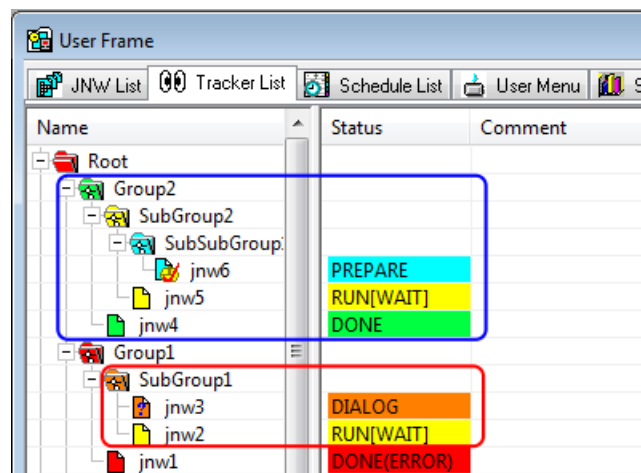 User Frame
JNW List Tracker List Schedule List User Menu S
Name Status Comment
Root
Group2
SubGroup2
SubSubGroup
jnw6 PREPARE
jnw5 RUN[WAIT]
jnw4 DONE
Group1
SubGroup1
jnw3 DIALOG
jnw2 RUN[WAIT]
jnw1 DONE(ERROR)